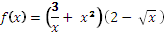 f(x) = (3/x + x²)(2 − √x)